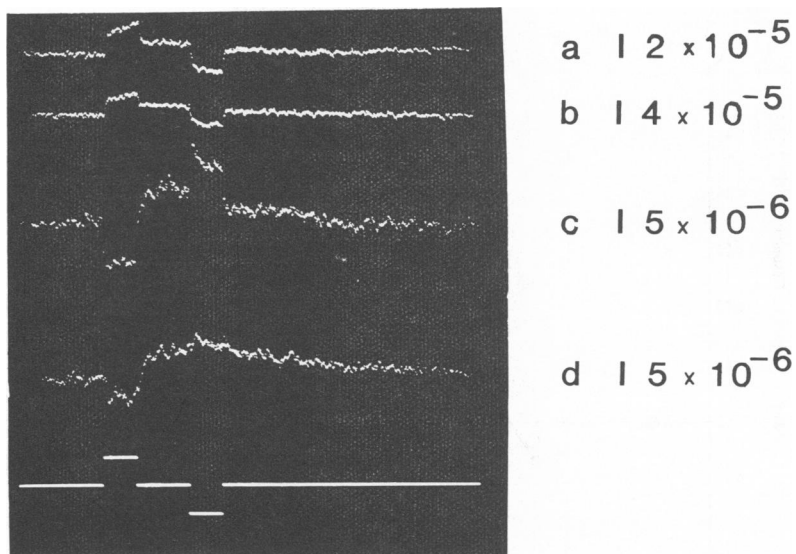 a I 2 × 10⁻⁵
b I 4 × 10⁻⁵
c I 5 × 10⁻⁶
d I 5 × 10⁻⁶